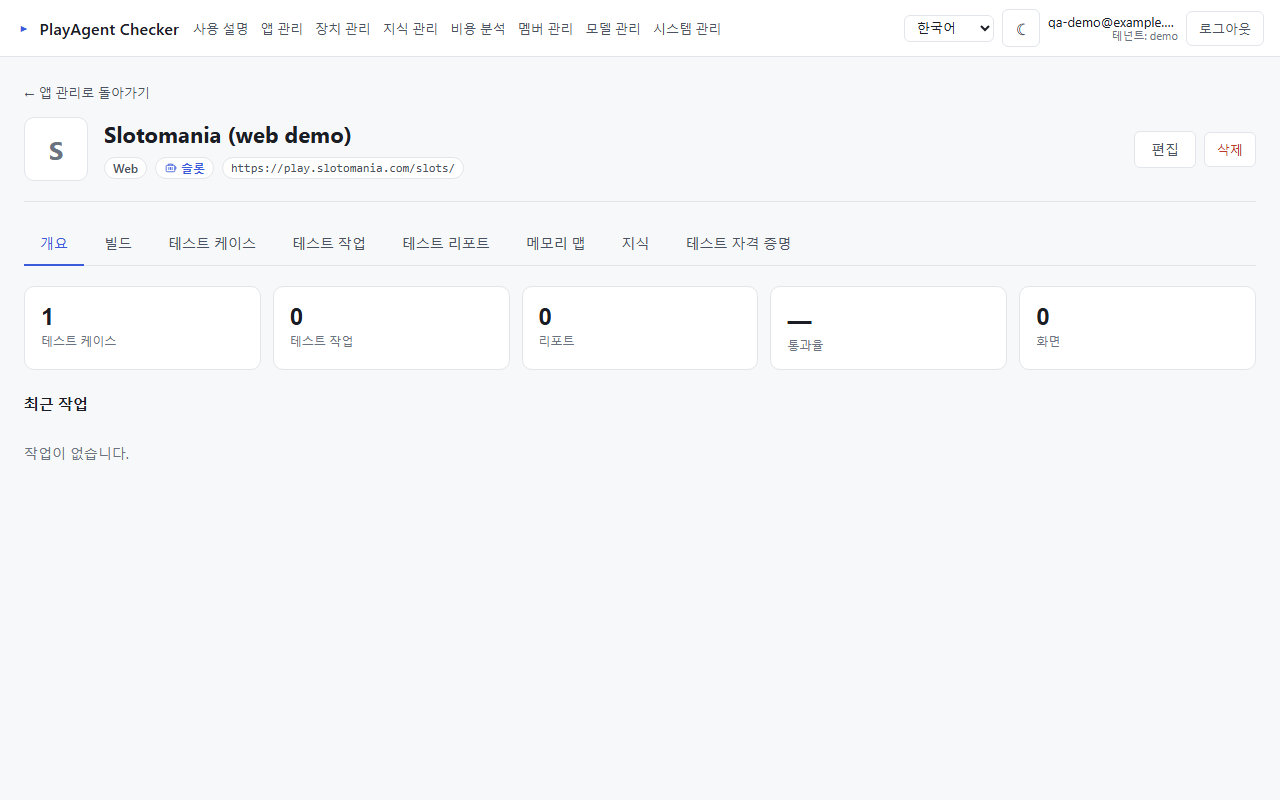 PlayAgent Checker 사용 설명 앱 관리 장치 관리 지식 관리 비용 분석 멤버 관리 모델 관리 시스템 관리 한국어 qa-demo@example.... 로그아웃
테넌트: demo
← 앱 관리로 돌아가기
S
Slotomania (web demo)
Web 슬롯 https://play.slotomania.com/slots/
편집 삭제
개요 빌드 테스트 케이스 테스트 작업 테스트 리포트 메모리 맵 지식 테스트 자격 증명
1 0 0 — 0
테스트 케이스 테스트 작업 리포트 통과율 화면
최근 작업
작업이 없습니다.